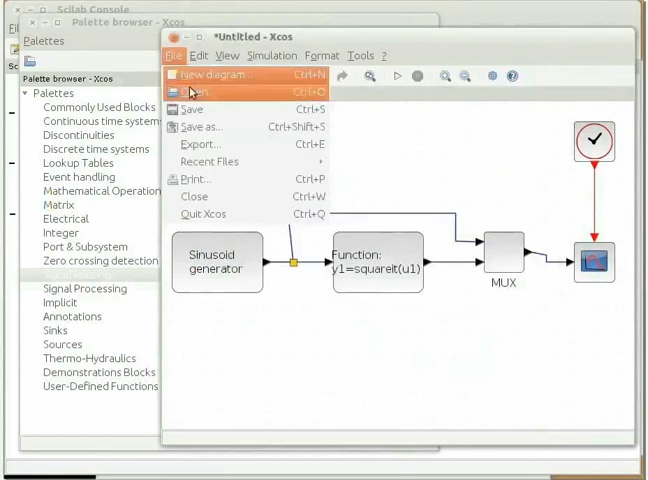 Scilab Console
Palette browser - Xcos
Palettes
Palette browser - Xcos
Palettes
Commonly Used Blocks
Continuous time systems
Discontinuities
Discrete time systems
Lookup Tables
Event handling
Mathematical Operation
Matrix
Electrical
Integer
Port & Subsystem
Zero crossing detection
Signal Processing
Implicit
Annotations
Sinks
Sources
Thermo-Hydraulics
Demonstrations Blocks
User-Defined Functions
*Untitled - Xcos
File Edit View Simulation Format Tools ?
New diagram... Ctrl+N
Open... Ctrl+O
Save Ctrl+S
Save as... Ctrl+Shift+S
Export... Ctrl+E
Recent Files
Print... Ctrl+P
Close Ctrl+W
Quit Xcos Ctrl+Q
Sinusoid
generator
Function:
y1=squareit(u1)
MUX